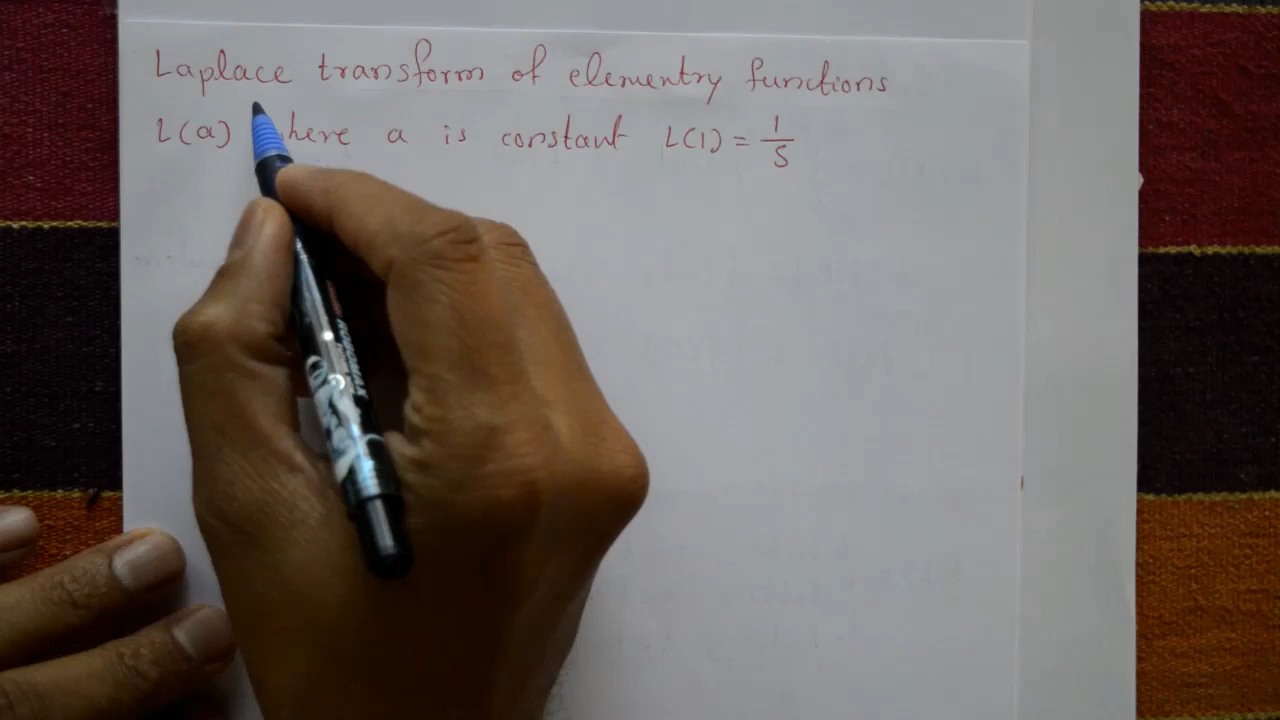 Laplace transform of elementry functions
L(a) here a is constant L(1) = 1/s